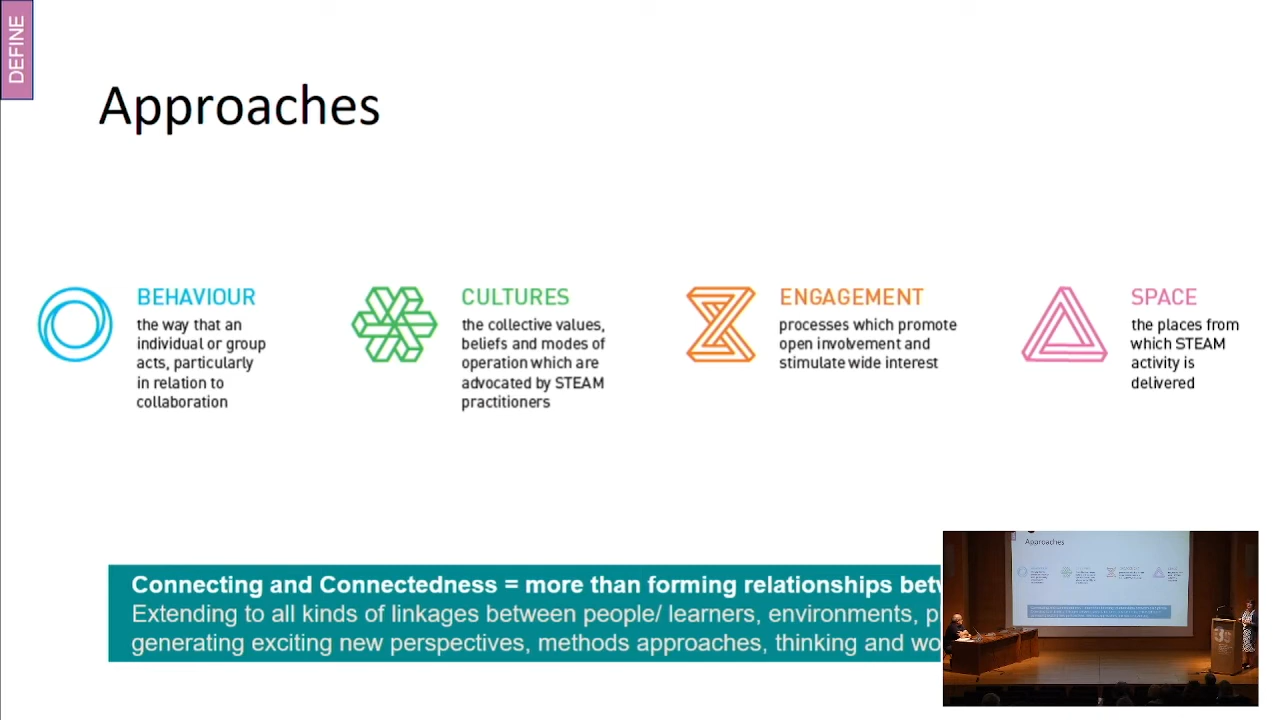 DEFINE
Approaches
BEHAVIOUR
the way that an
individual or group
acts, particularly
in relation to
collaboration
CULTURES
the collective values,
beliefs and modes of
operation which are
advocated by STEAM
practitioners
ENGAGEMENT
processes which promote
open involvement and
stimulate wide interest
SPACE
the places from
which STEAM
activity is
delivered
Connecting and Connectedness = more than forming relationships
Extending to all kinds of linkages between people/ learners, environments,
generating exciting new perspectives, methods approaches, thinking and
Approaches